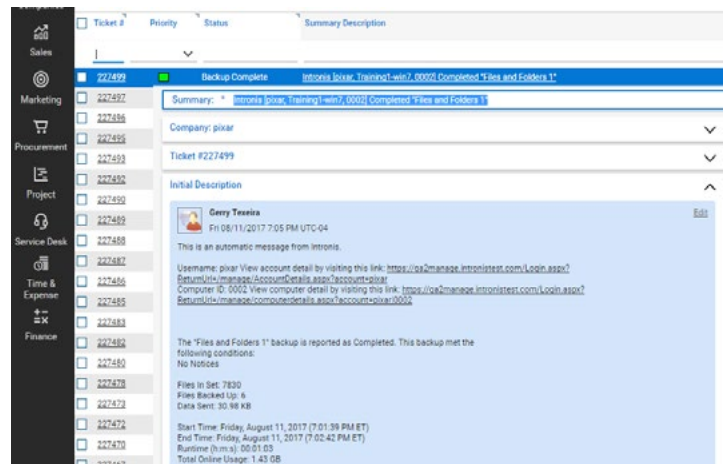 Companies
Sales
Marketing
Procurement
Project
Service Desk
Time &
Expense
Finance
Ticket #
Priority
Status
Summary Description
227499
Backup Complete
Intronis [pixar, Training1-win7, 0002] Completed "Files and Folders 1"
227497
Summary: * Intronis [pixar, Training1-win7, 0002] Completed "Files and Folders 1"
227496
Company: pixar
227495
227493
Ticket #227499
227492
Initial Description
227490
Gerry Texeira
Edit
227489
Fri 08/11/2017 7:05 PM UTC-04
227488
This is an automatic message from Intronis.
227487
Username: pixar View account detail by visiting this link: https://qa2manage.intronistest.com/Login.aspx?
227486
ReturnUrl=/manage/AccountDetails.aspx?account=pixar
Computer ID: 0002 View computer detail by visiting this link: https://qa2manage.intronistest.com/Login.aspx?
227485
ReturnUrl=/manage/computerdetails.aspx?account=pixar|0002
227483
227482
The "Files and Folders 1" backup is reported as Completed. This backup met the
following conditions:
227480
No Notices
227478
Files In Set: 7830
Files Backed Up: 6
227473
Data Sent: 30.98 KB
227472
Start Time: Friday, August 11, 2017 (7:01:39 PM ET)
End Time: Friday, August 11, 2017 (7:02:42 PM ET)
227470
Runtime (h:m:s): 00:01:03
Total Online Usage: 1.43 GB